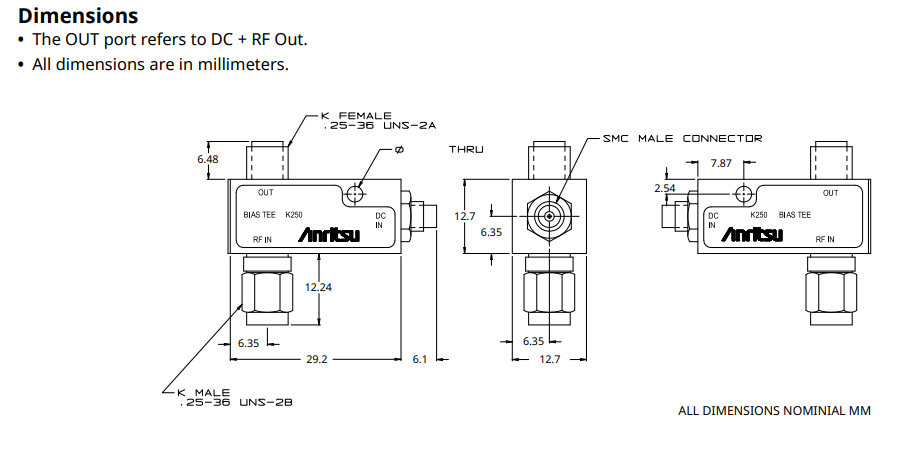 Dimensions
• The OUT port refers to DC + RF Out.
• All dimensions are in millimeters.
K FEMALE
.25-36 UNS-2A
Ø
THRU
SMC MALE CONNECTOR
6.48
7.87
2.54
OUT
BIAS TEE K250
DC
IN
RF IN
Anritsu
12.7
6.35
OUT
DC
IN
K250 BIAS TEE
RF IN
Anritsu
12.24
6.35
29.2
6.1
6.35
12.7
K MALE
.25-36 UNS-2B
ALL DIMENSIONS NOMINIAL MM